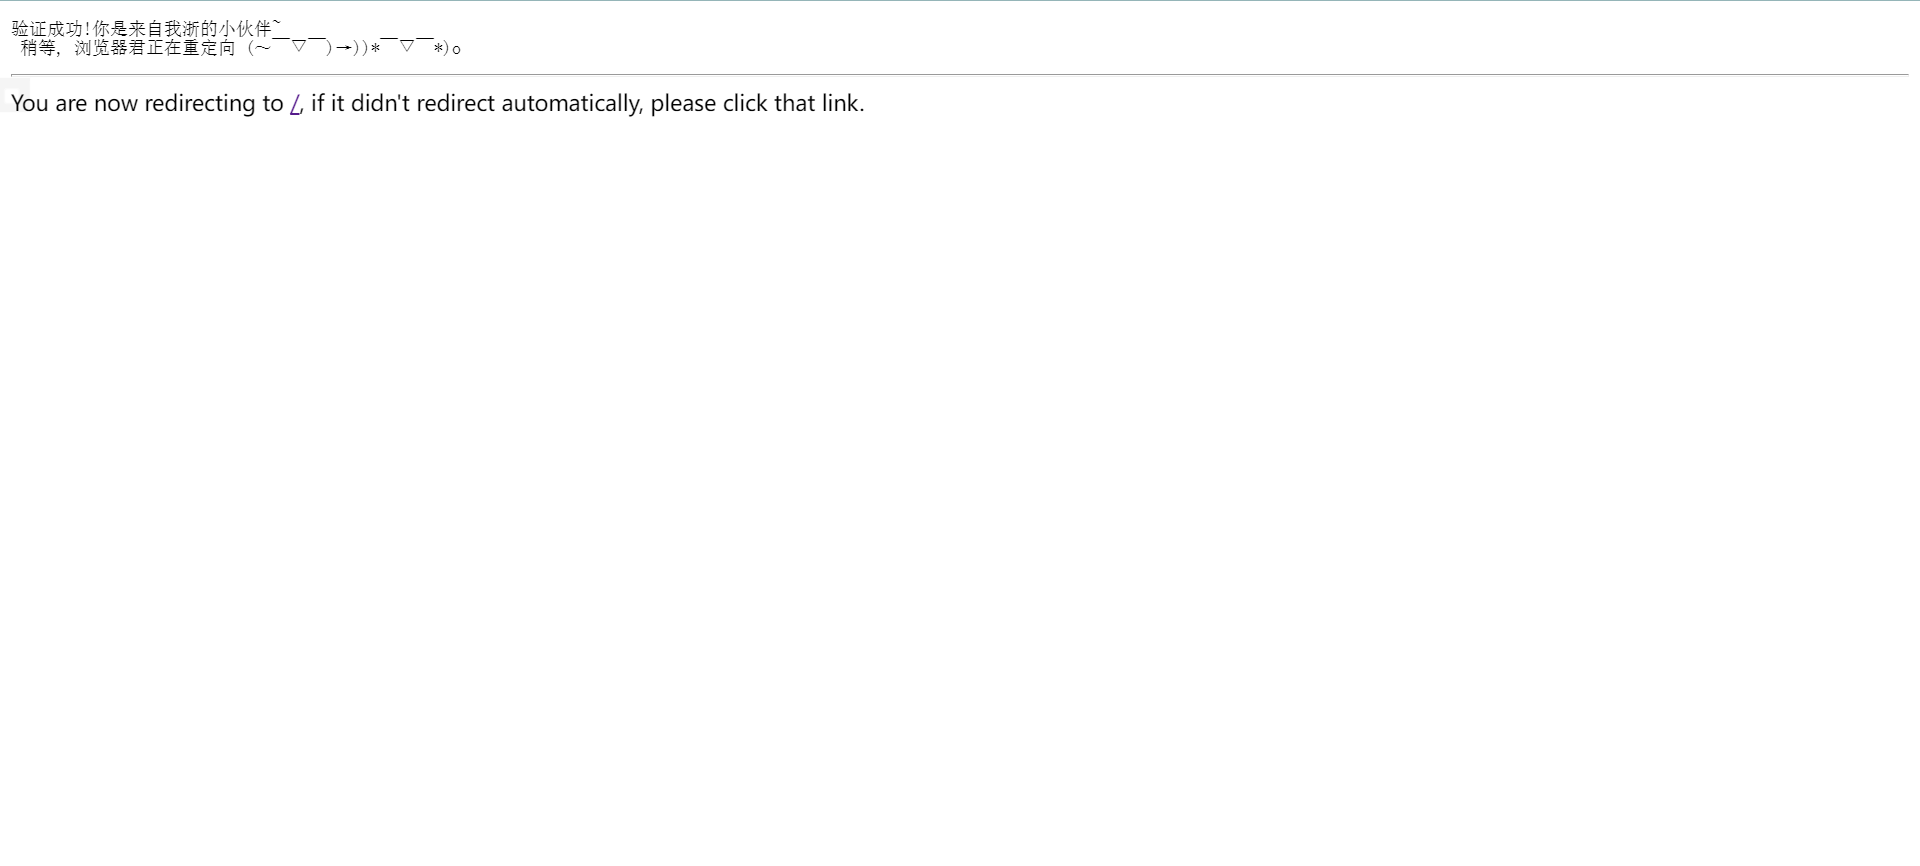 验证成功!你是来自我浙的小伙伴~
稍等, 浏览器君正在重定向 (～￣▽￣)→))*￣▽￣*)o
You are now redirecting to /, if it didn't redirect automatically, please click that link.